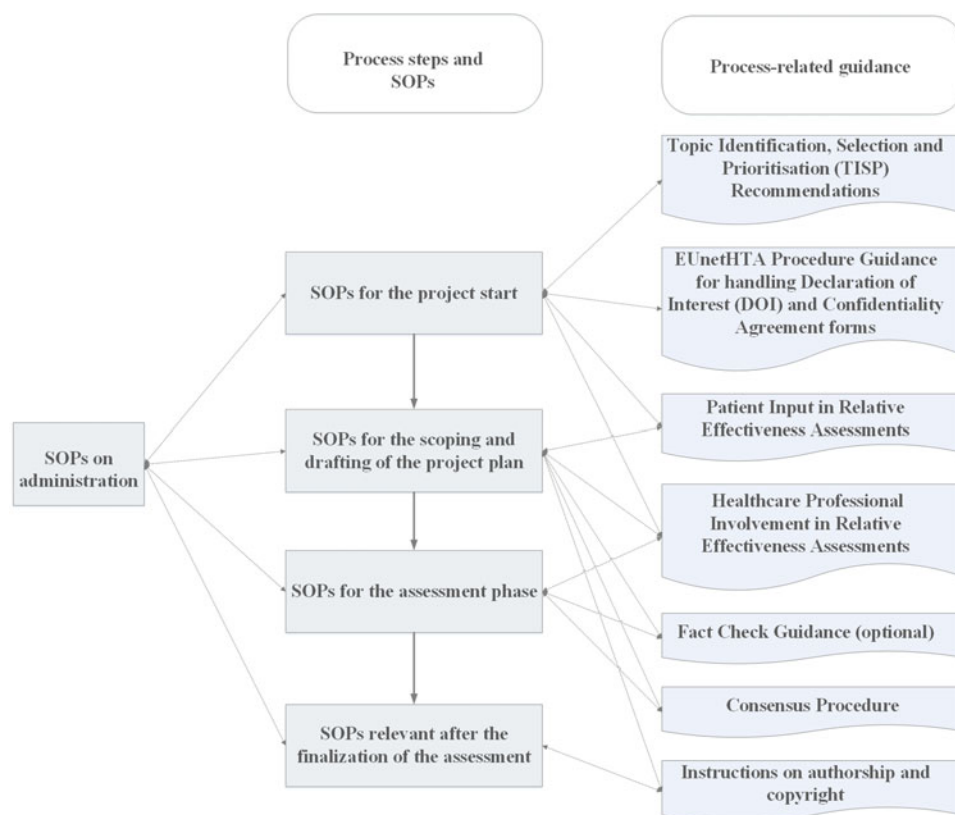 Process steps and
SOPs
Process-related guidance
Topic Identification, Selection and
Prioritisation (TISP)
Recommendations
EUnetHTA Procedure Guidance
for handling Declaration of
Interest (DOI) and Confidentiality
Agreement forms
SOPs for the project start
Patient Input in Relative
Effectiveness Assessments
SOPs on
administration
SOPs for the scoping and
drafting of the project plan
Healthcare Professional
Involvement in Relative
Effectiveness Assessments
SOPs for the assessment phase
Fact Check Guidance (optional)
Consensus Procedure
SOPs relevant after the
finalization of the assessment
Instructions on authorship and
copyright